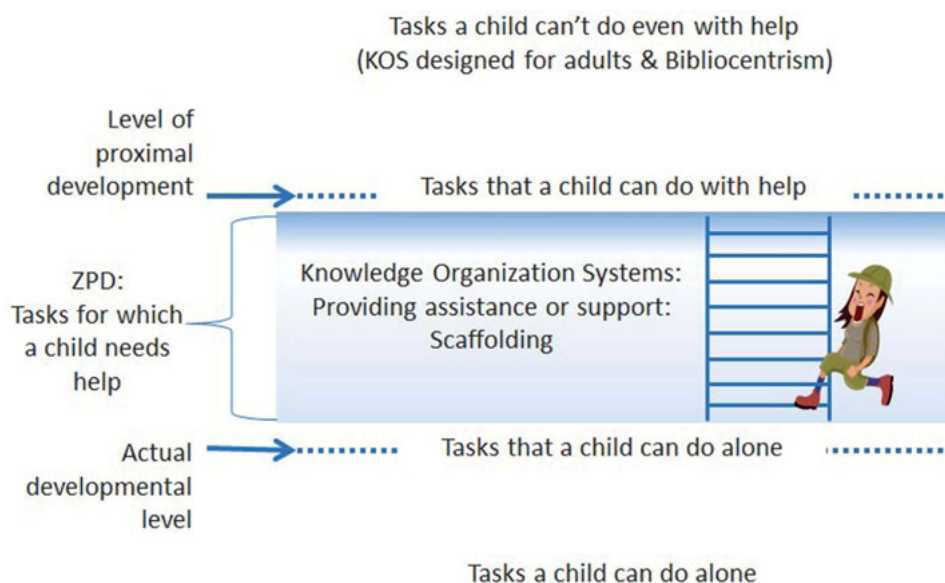 Tasks a child can’t do even with help
(KOS designed for adults & Bibliocentrism)
Level of
proximal
development
Tasks that a child can do with help
ZPD:
Tasks for which
a child needs
help
Knowledge Organization Systems:
Providing assistance or support:
Scaffolding
Actual
developmental
level
Tasks that a child can do alone
Tasks a child can do alone